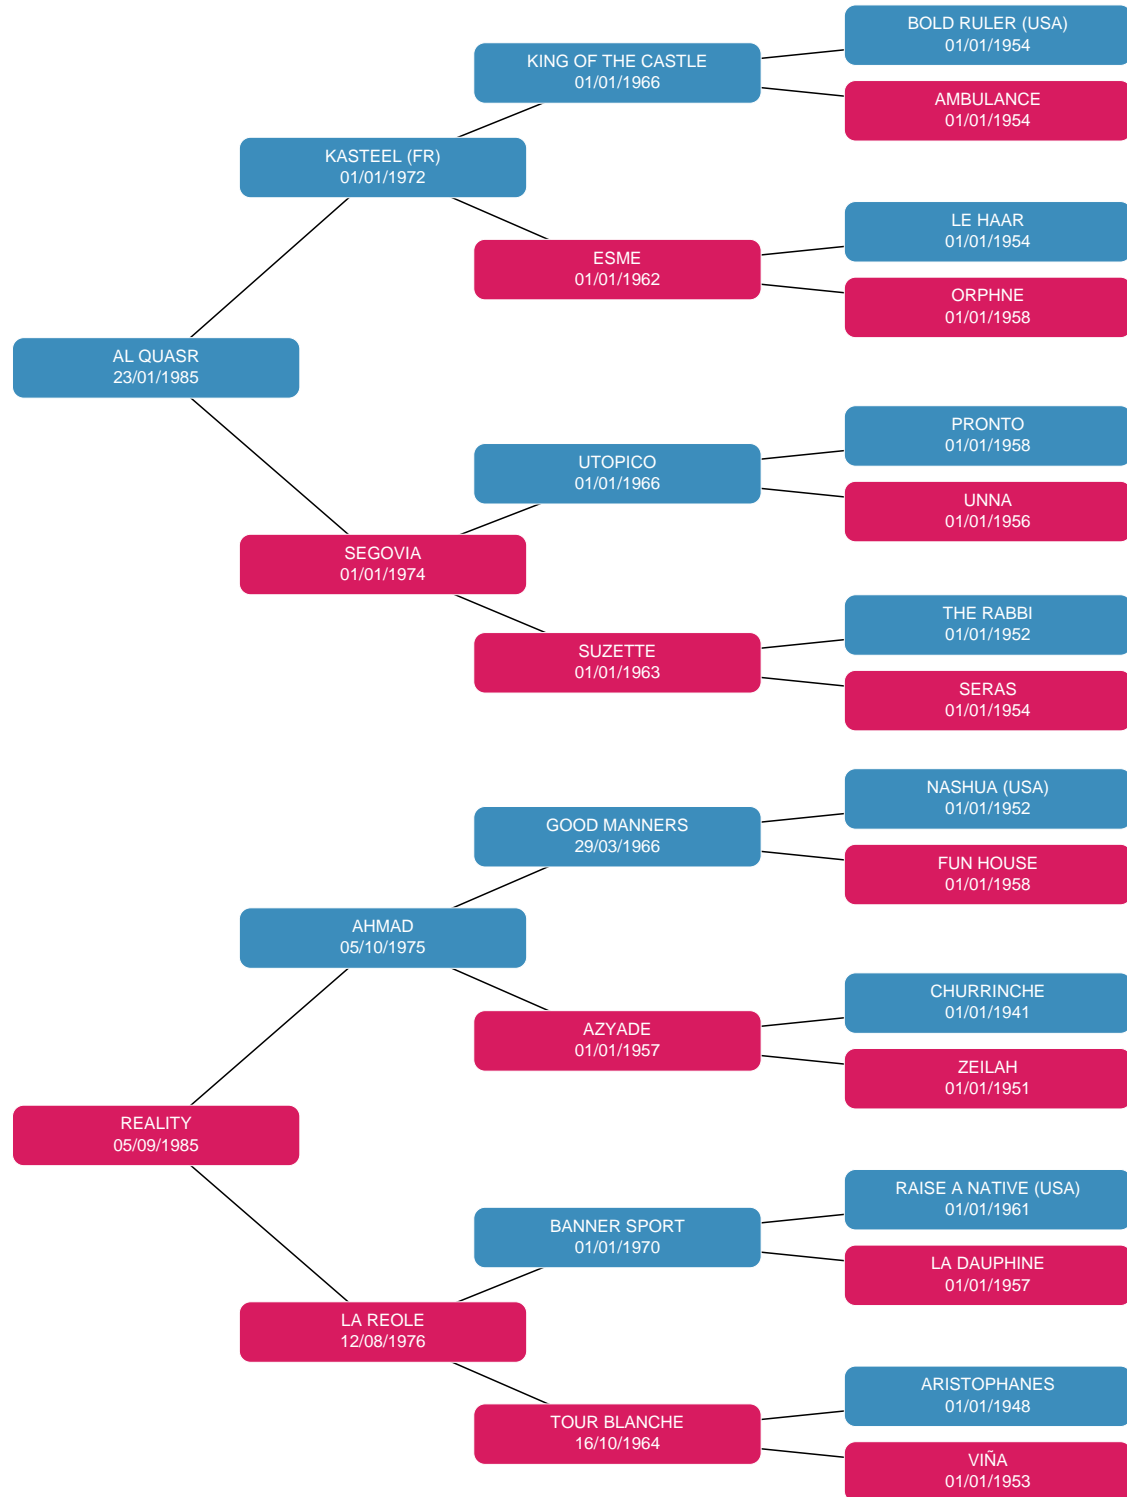 BOLD RULER (USA)
01/01/1954
KING OF THE CASTLE
01/01/1966
AMBULANCE
01/01/1954
KASTEEL (FR)
01/01/1972
LE HAAR
01/01/1954
ESME
01/01/1962
ORPHNE
01/01/1958
AL QUASR
23/01/1985
PRONTO
01/01/1958
UTOPICO
01/01/1966
UNNA
01/01/1956
SEGOVIA
01/01/1974
THE RABBI
01/01/1952
SUZETTE
01/01/1963
SERAS
01/01/1954
NASHUA (USA)
01/01/1952
GOOD MANNERS
29/03/1966
FUN HOUSE
01/01/1958
AHMAD
05/10/1975
CHURRINCHE
01/01/1941
AZYADE
01/01/1957
ZEILAH
01/01/1951
REALITY
05/09/1985
RAISE A NATIVE (USA)
01/01/1961
BANNER SPORT
01/01/1970
LA DAUPHINE
01/01/1957
LA REOLE
12/08/1976
ARISTOPHANES
01/01/1948
TOUR BLANCHE
16/10/1964
VIÑA
01/01/1953